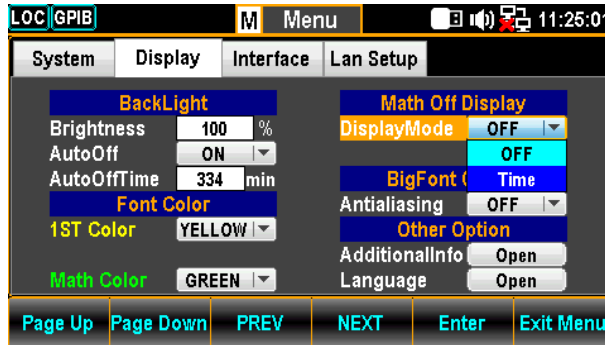 LOC GPIB M Menu 11:25:01
System Display Interface Lan Setup
BackLight
Brightness 100 %
AutoOff ON
AutoOffTime 334 min
Font Color
1ST Color YELLOW
Math Color GREEN
Math Off Display
DisplayMode OFF
OFF
Time
BigFont
Antialiasing OFF
Other Option
AdditionalInfo Open
Language Open
Page Up Page Down PREV NEXT Enter Exit Menu